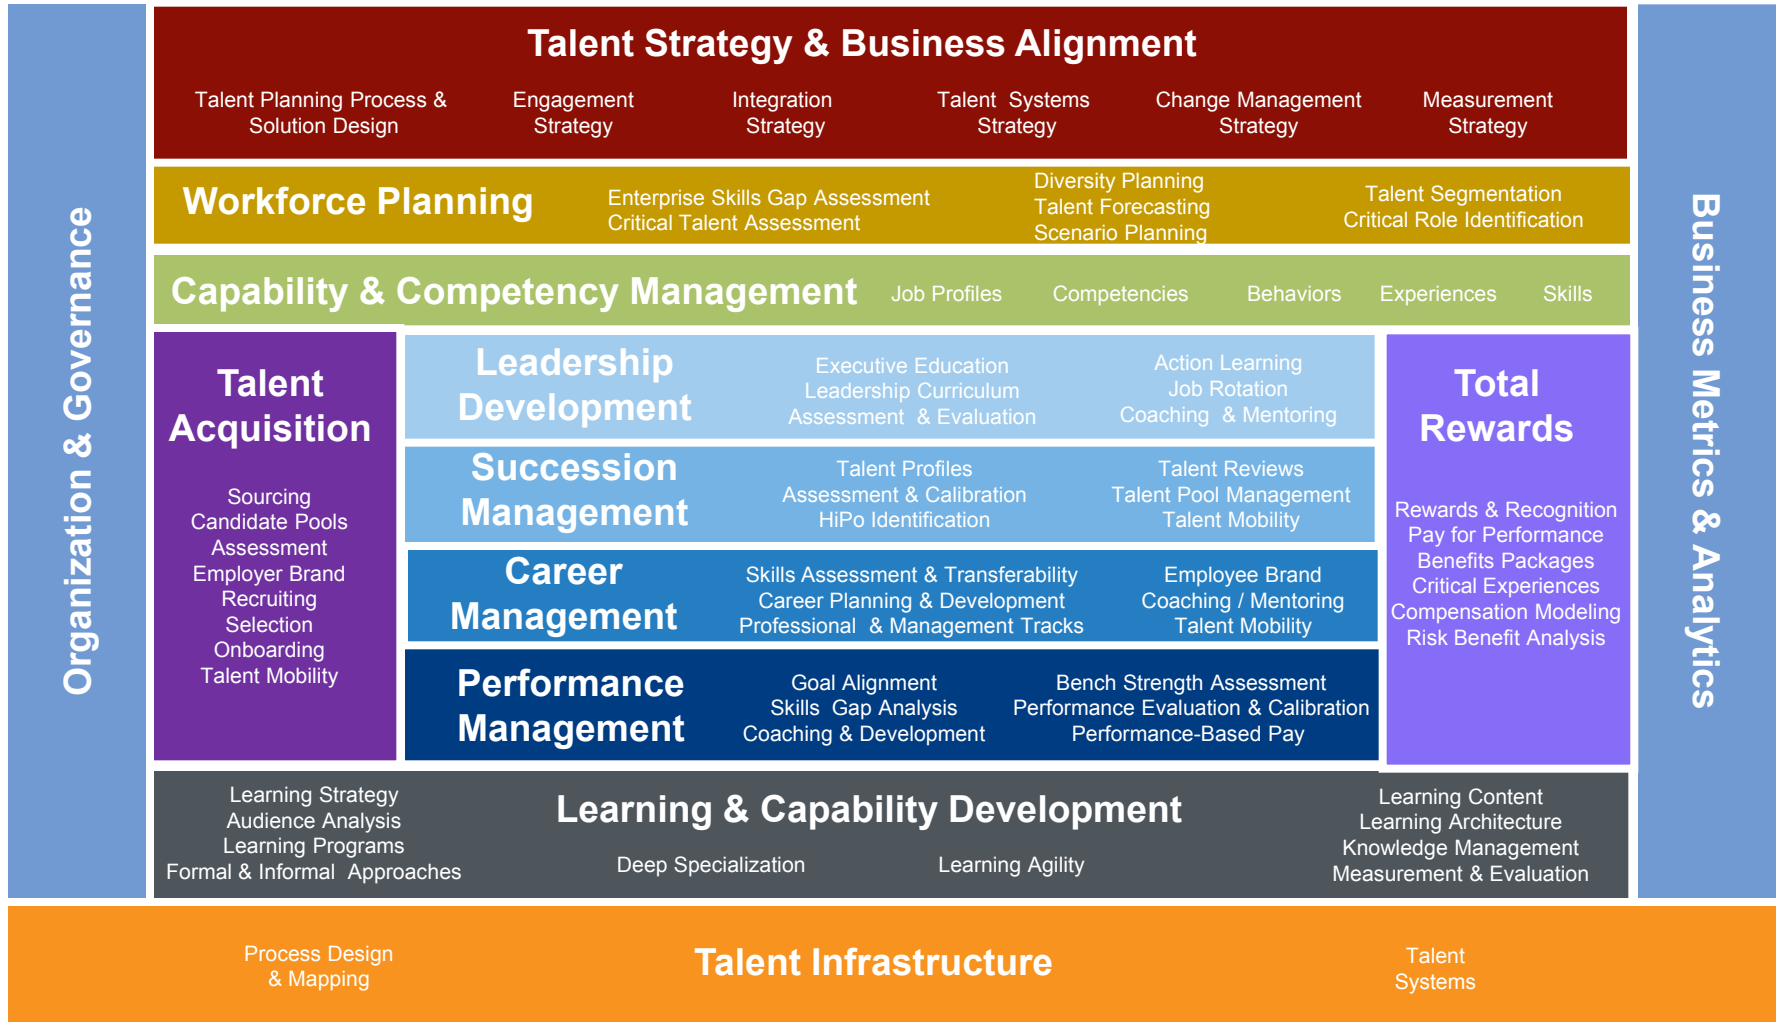 Organization & Governance
Talent Strategy & Business Alignment
Talent Planning Process &
Solution Design
Engagement
Strategy
Integration
Strategy
Talent Systems
Strategy
Change Management
Strategy
Measurement
Strategy
Workforce Planning
Enterprise Skills Gap Assessment
Critical Talent Assessment
Diversity Planning
Talent Forecasting
Scenario Planning
Talent Segmentation
Critical Role Identification
Capability & Competency Management
Job Profiles
Competencies
Behaviors
Experiences
Skills
Talent
Acquisition
Sourcing
Candidate Pools
Assessment
Employer Brand
Recruiting
Selection
Onboarding
Talent Mobility
Leadership
Development
Executive Education
Leadership Curriculum
Assessment & Evaluation
Action Learning
Job Rotation
Coaching & Mentoring
Succession
Management
Talent Profiles
Assessment & Calibration
HiPo Identification
Talent Reviews
Talent Pool Management
Talent Mobility
Career
Management
Skills Assessment & Transferability
Career Planning & Development
Professional & Management Tracks
Employee Brand
Coaching / Mentoring
Talent Mobility
Performance
Management
Goal Alignment
Skills Gap Analysis
Coaching & Development
Bench Strength Assessment
Performance Evaluation & Calibration
Performance-Based Pay
Total
Rewards
Rewards & Recognition
Pay for Performance
Benefits Packages
Critical Experiences
Compensation Modeling
Risk Benefit Analysis
Learning Strategy
Audience Analysis
Learning Programs
Formal & Informal Approaches
Learning & Capability Development
Deep Specialization
Learning Agility
Learning Content
Learning Architecture
Knowledge Management
Measurement & Evaluation
Business Metrics & Analytics
Process Design
& Mapping
Talent Infrastructure
Talent
Systems